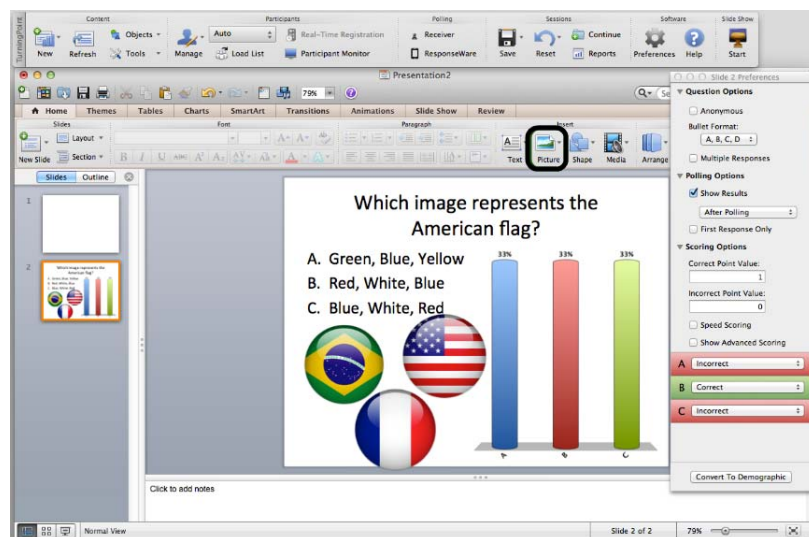 TurningPoint
Content
Participants
Polling
Sessions
Software
Slide Show
Objects
Auto
Real-Time Registration
Receiver
Continue
New
Refresh
Tools
Manage
Load List
Participant Monitor
ResponseWare
Save
Reset
Reports
Preferences
Help
Start
Presentation2
79%
Home
Themes
Tables
Charts
SmartArt
Transitions
Animations
Slide Show
Review
Slides
Font
Paragraph
Insert
New Slide
Layout
Section
B I U ABC
Text
Picture
Shape
Media
Arrange
Slides
Outline
1
2
Which image represents the
American flag?
A. Green, Blue, Yellow
B. Red, White, Blue
C. Blue, White, Red
33%
33%
33%
A
B
C
Click to add notes
Normal View
Slide 2 of 2
79%
Slide 2 Preferences
Question Options
Anonymous
Bullet Format:
A, B, C, D
Multiple Responses
Polling Options
Show Results
After Polling
First Response Only
Scoring Options
Correct Point Value:
1
Incorrect Point Value:
0
Speed Scoring
Show Advanced Scoring
A Incorrect
B Correct
C Incorrect
Convert To Demographic